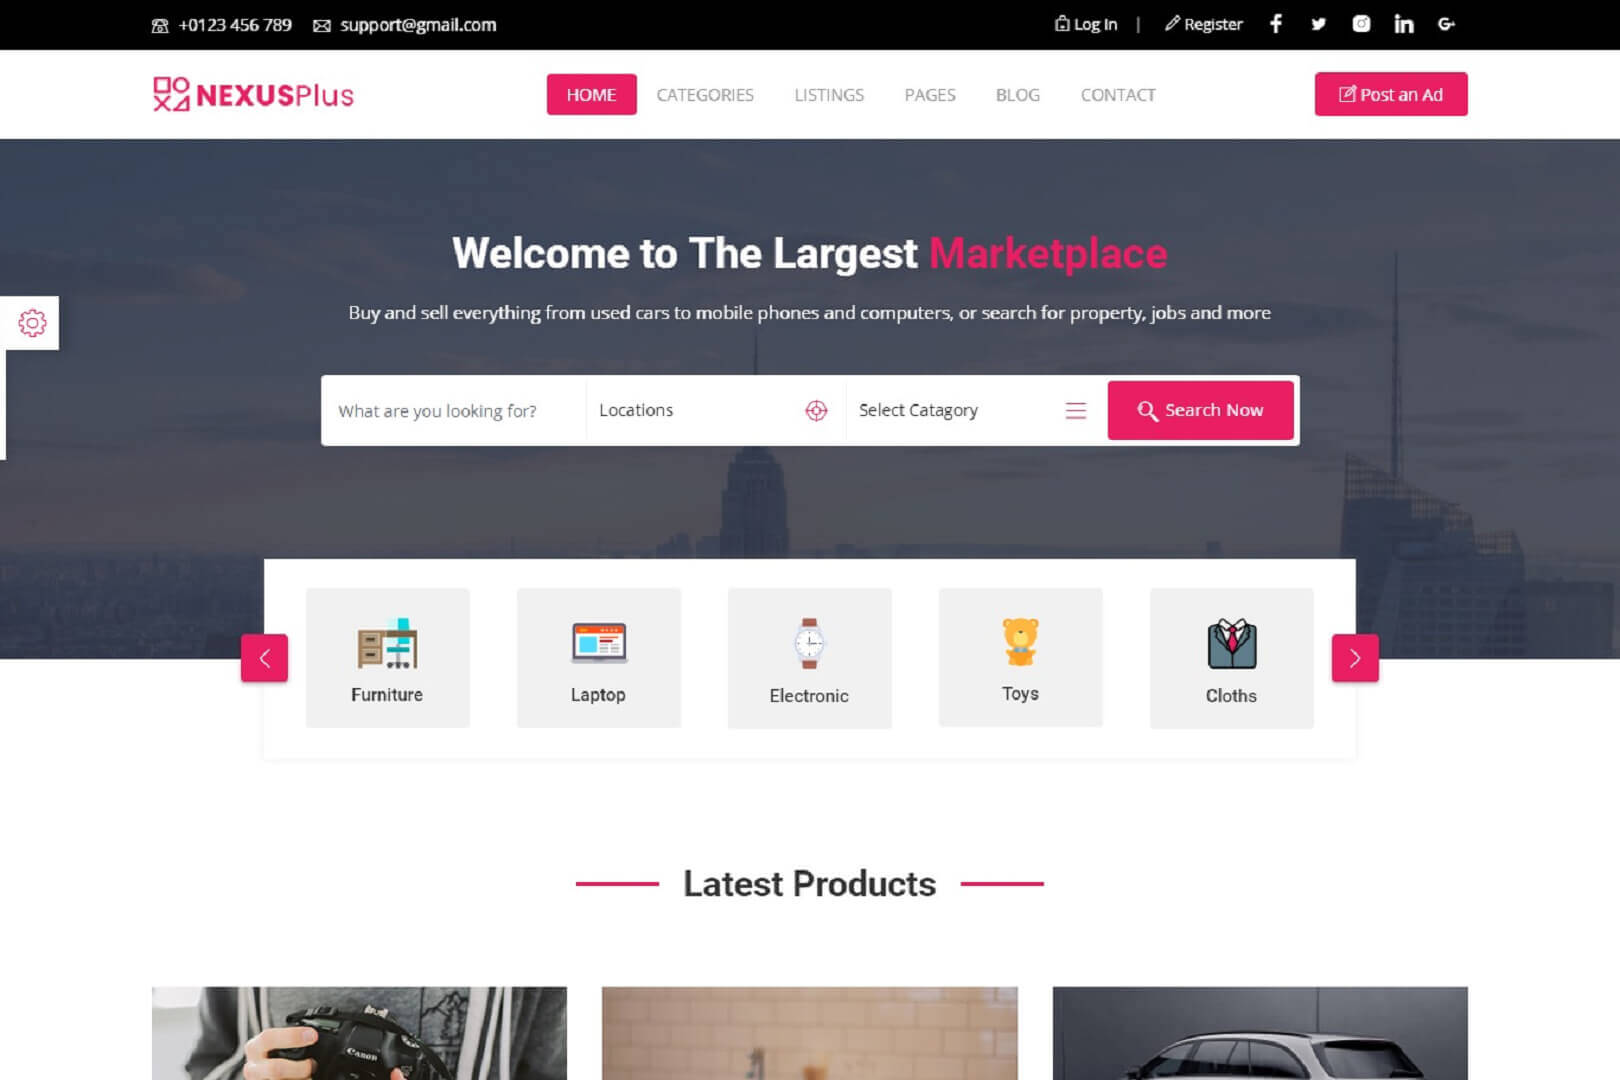 +0123 456 789 support@gmail.com Log In | Register
NEXUSPlus HOME CATEGORIES LISTINGS PAGES BLOG CONTACT Post an Ad
Welcome to The Largest Marketplace
Buy and sell everything from used cars to mobile phones and computers, or search for property, jobs and more
What are you looking for? Locations Select Catagory Search Now
Furniture Laptop Electronic Toys Cloths
Latest Products
Canon